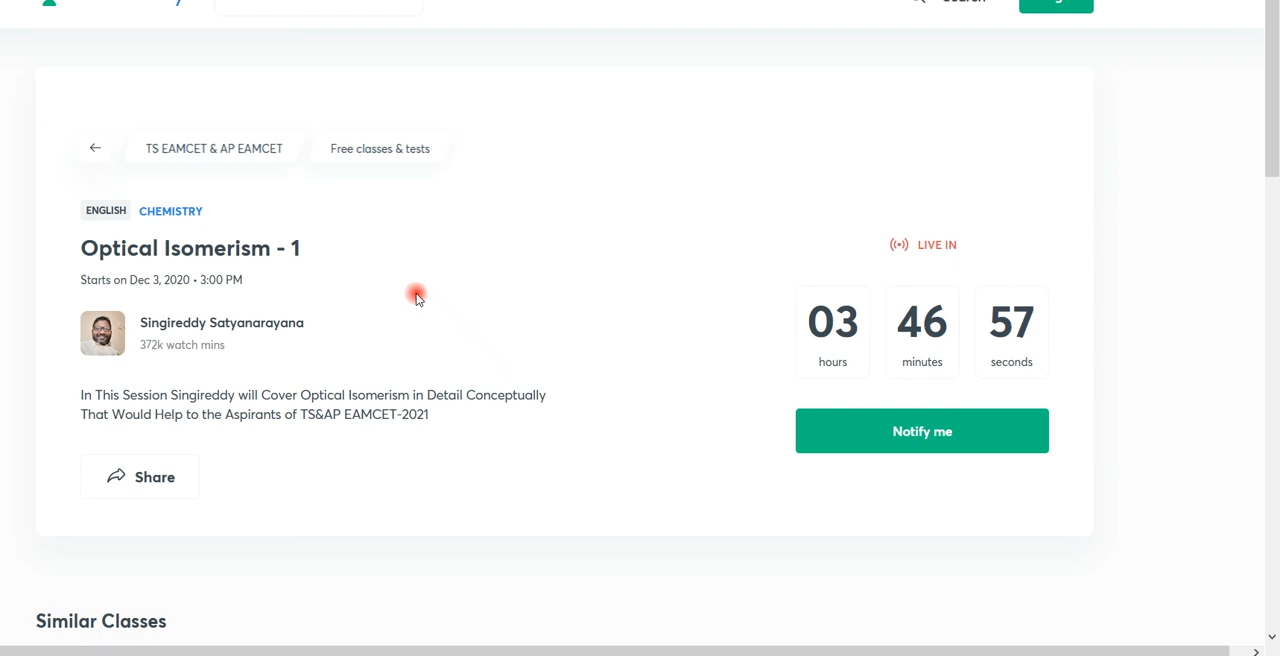 TS EAMCET & AP EAMCET
Free classes & tests
ENGLISH CHEMISTRY
Optical Isomerism - 1
Starts on Dec 3, 2020 • 3:00 PM
Singireddy Satyanarayana
372k watch mins
In This Session Singireddy will Cover Optical Isomerism in Detail Conceptually
That Would Help to the Aspirants of TS&AP EAMCET-2021
Share
LIVE IN
03 46 57
hours minutes seconds
Notify me
Similar Classes